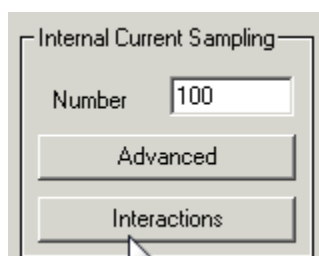 Internal Current Sampling
Number 100
Advanced
Interactions